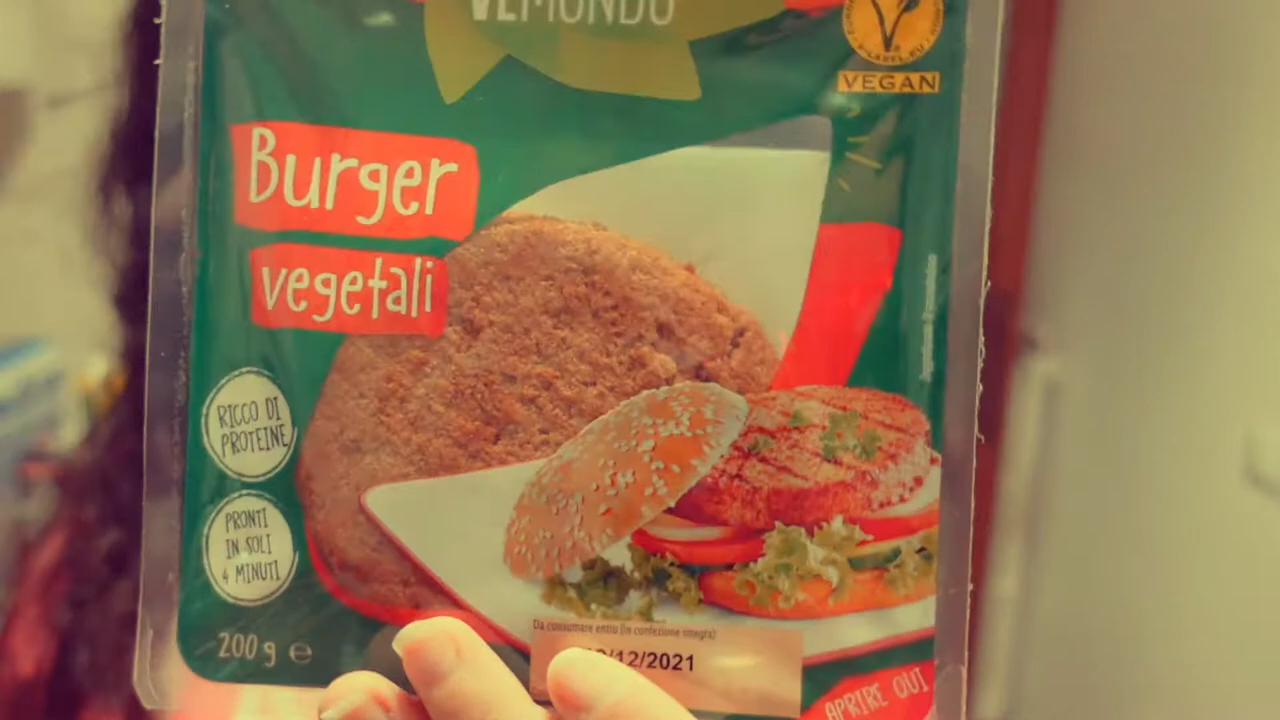 VEMONDO
VEGAN
Burger
vegetali
RICCO DI
PROTEINE
PRONTI
IN SOLI
4 MINUTI
200 g e
Da consumare entro (in confezione integra):
/12/2021
APRIRE QUI